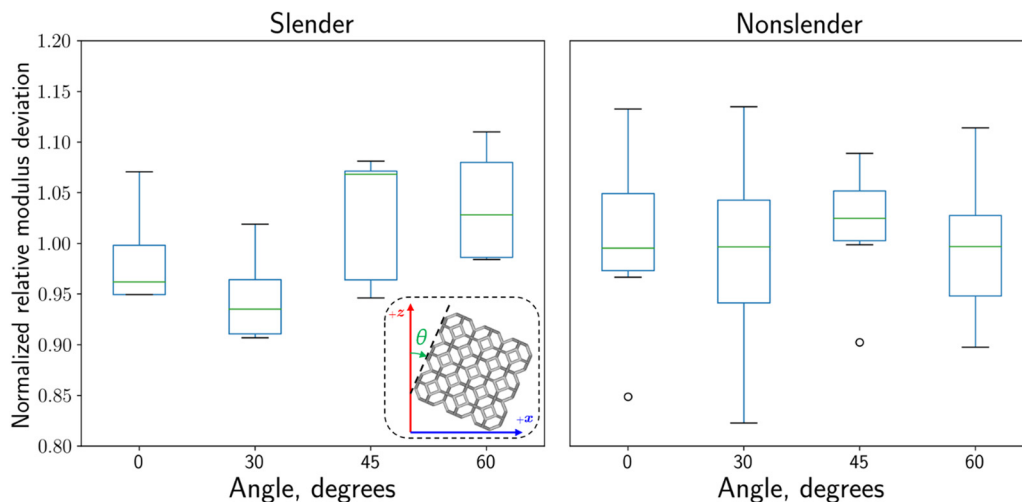 Slender
Nonslender
Normalized relative modulus deviation
1.20
1.15
1.10
1.05
1.00
0.95
0.90
0.85
0.80
+z
θ
+x
0 30 45 60
0 30 45 60
Angle, degrees
Angle, degrees